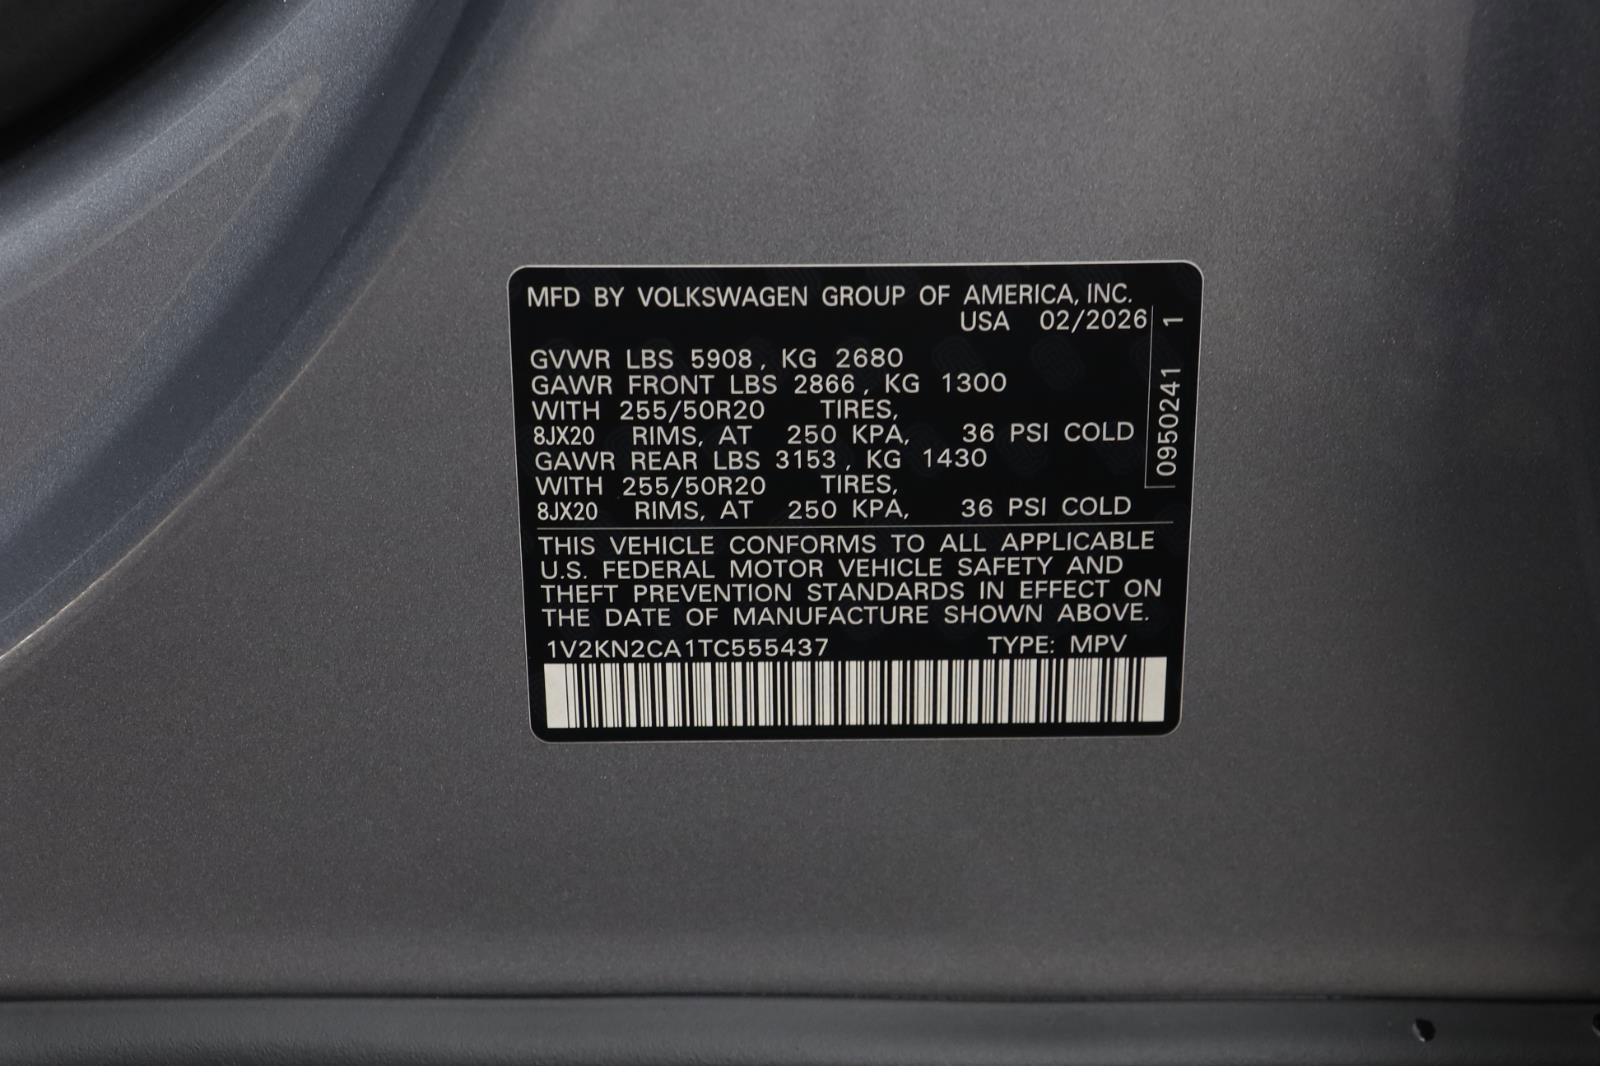 MFD BY VOLKSWAGEN GROUP OF AMERICA, INC.
USA 02/2026
GVWR LBS 5908, KG 2680
GAWR FRONT LBS 2866, KG 1300
WITH 255/50R20 TIRES,
8JX20 RIMS, AT 250 KPA, 36 PSI COLD
GAWR REAR LBS 3153, KG 1430
WITH 255/50R20 TIRES,
8JX20 RIMS, AT 250 KPA, 36 PSI COLD
0950241 1
THIS VEHICLE CONFORMS TO ALL APPLICABLE
U.S. FEDERAL MOTOR VEHICLE SAFETY AND
THEFT PREVENTION STANDARDS IN EFFECT ON
THE DATE OF MANUFACTURE SHOWN ABOVE.
1V2KN2CA1TC555437 TYPE: MPV